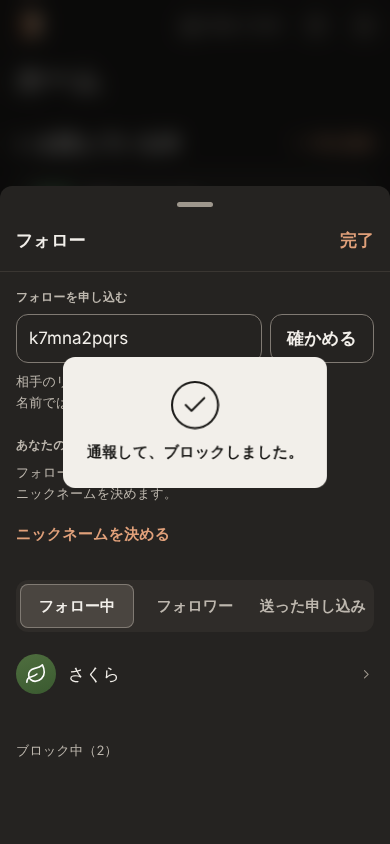 フォロー
完了
フォローを申し込む
k7mna2pqrs
確かめる
相手の
名前では
通報して、ブロックしました。
あなたの
フォロー
ニックネームを決めます。
ニックネームを決める
フォロー中
フォロワー
送った申し込み
さくら
ブロック中（2）